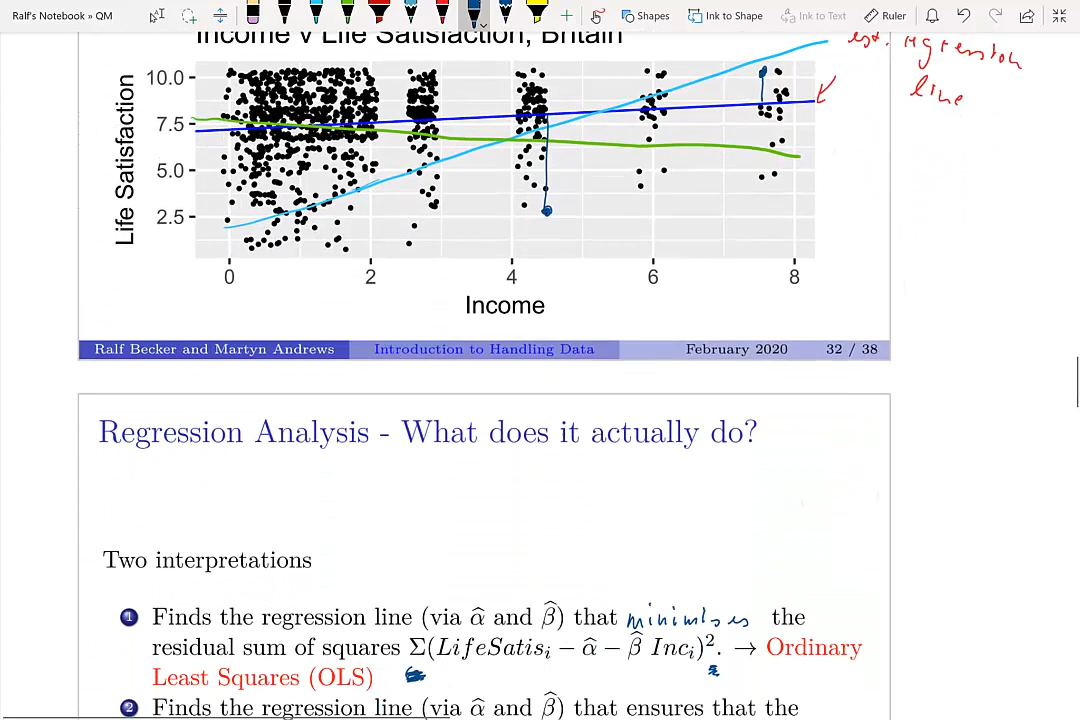 Ralf's Notebook » QM
Shapes
Ink to Shape
Ink to Text
Ruler
Income v Life Satisfaction, Britain
est. regression
line
Life Satisfaction
10.0
7.5
5.0
2.5
0 2 4 6 8
Income
Ralf Becker and Martyn Andrews Introduction to Handling Data February 2020 32 / 38
Regression Analysis - What does it actually do?
Two interpretations
1 Finds the regression line (via α̂ and β̂) that minimises the
residual sum of squares Σ(LifeSatisᵢ − α̂ − β̂ Incᵢ)². → Ordinary
Least Squares (OLS)
2 Finds the regression line (via α̂ and β̂) that ensures that the